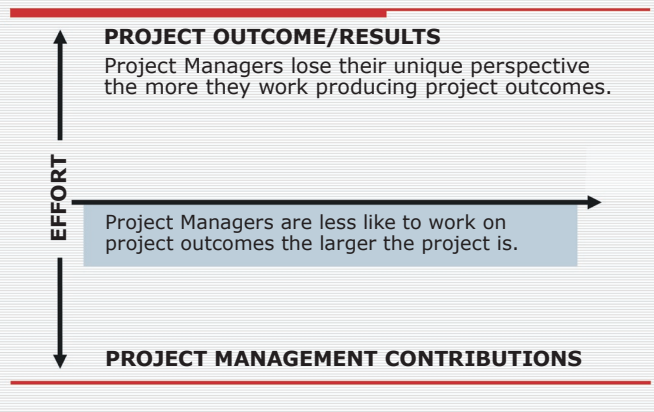 PROJECT OUTCOME/RESULTS
Project Managers lose their unique perspective
the more they work producing project outcomes.
EFFORT
Project Managers are less like to work on
project outcomes the larger the project is.
PROJECT MANAGEMENT CONTRIBUTIONS